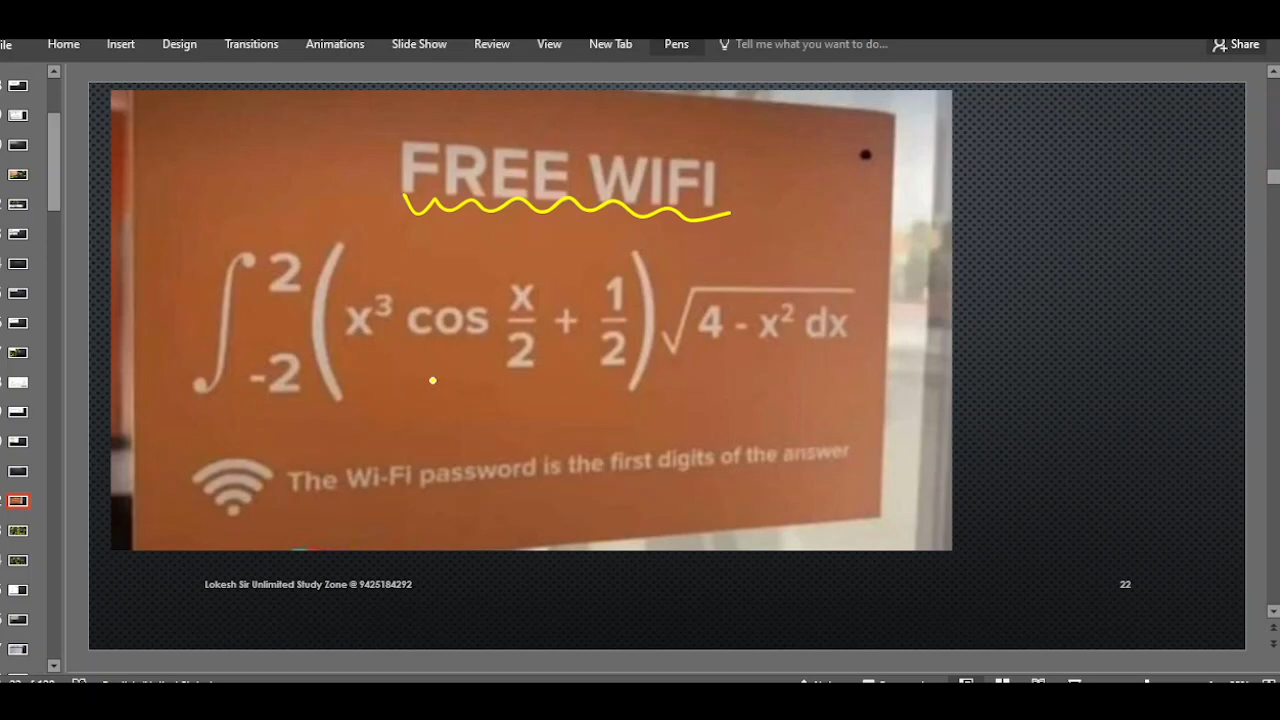 Home Insert Design Transitions Animations Slide Show Review View New Tab Pens Tell me what you want to do... Share
FREE WIFI
∫ 2 -2 (x³ cos x/2 + 1/2) √4 - x² dx
The Wi-Fi password is the first digits of the answer
Lokesh Sir Unlimited Study Zone @ 9425184292
22